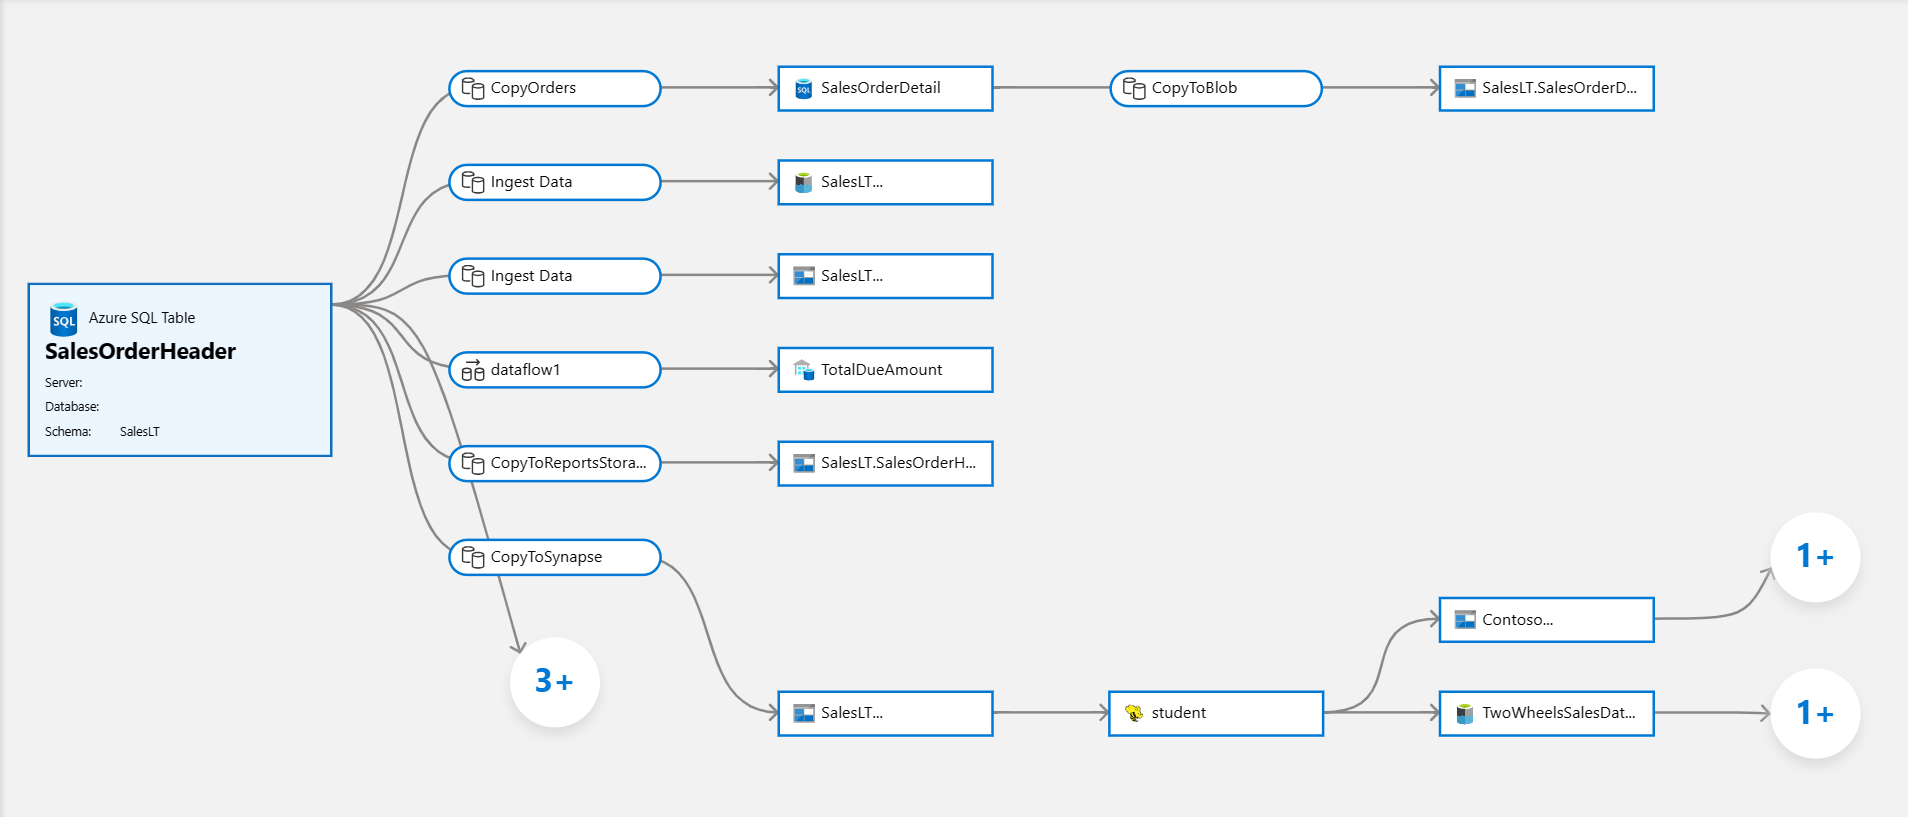 SQL
Azure SQL Table
SalesOrderHeader
Server:
Database:
Schema: SalesLT
CopyOrders
SQL
SalesOrderDetail
CopyToBlob
SalesLT.SalesOrderD...
Ingest Data
SalesLT...
Ingest Data
SalesLT...
dataflow1
TotalDueAmount
CopyToReportsStora...
SalesLT.SalesOrderH...
CopyToSynapse
3+
SalesLT...
student
Contoso...
1+
TwoWheelsSalesDat...
1+